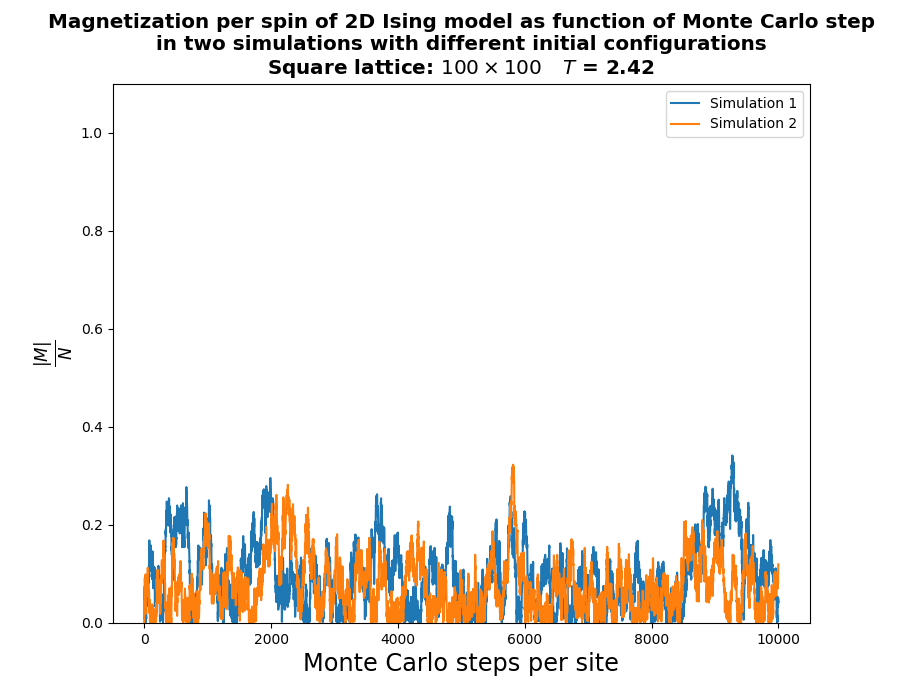 Magnetization per spin of 2D Ising model as function of Monte Carlo step
in two simulations with different initial configurations
Square lattice: 100 × 100 T = 2.42
Simulation 1
Simulation 2
1.0
0.8
0.6
0.4
0.2
0.0
|M|
N
0
2000
4000
6000
8000
10000
Monte Carlo steps per site